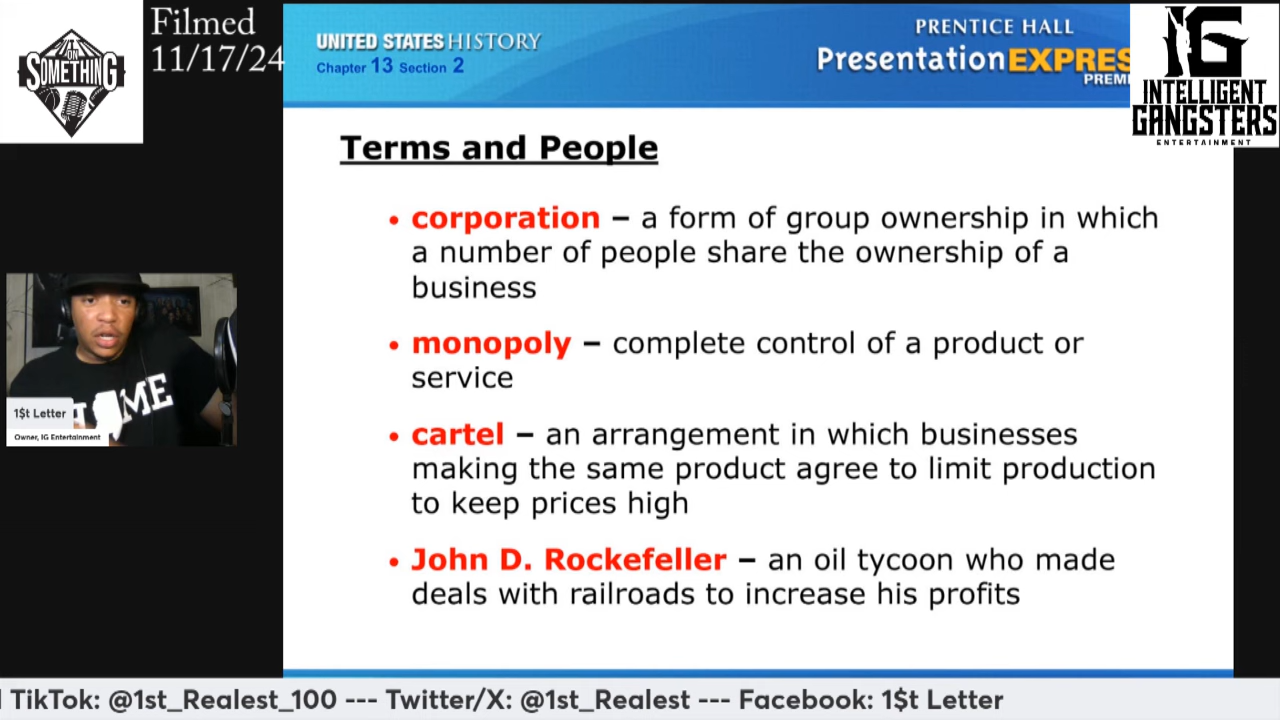 I ON
SOMETHING
Filmed
11/17/24
UNITED STATES HISTORY
Chapter 13 Section 2
PRENTICE HALL
Presentation EXPRES
PREMI
IG
INTELLIGENT
GANGSTERS
ENTERTAINMENT
Terms and People
• corporation – a form of group ownership in which
a number of people share the ownership of a
business
• monopoly – complete control of a product or
service
• cartel – an arrangement in which businesses
making the same product agree to limit production
to keep prices high
• John D. Rockefeller – an oil tycoon who made
deals with railroads to increase his profits
ME
1$t Letter
Owner, IG Entertainment
TikTok: @1st_Realest_100 --- Twitter/X: @1st_Realest --- Facebook: 1$t Letter